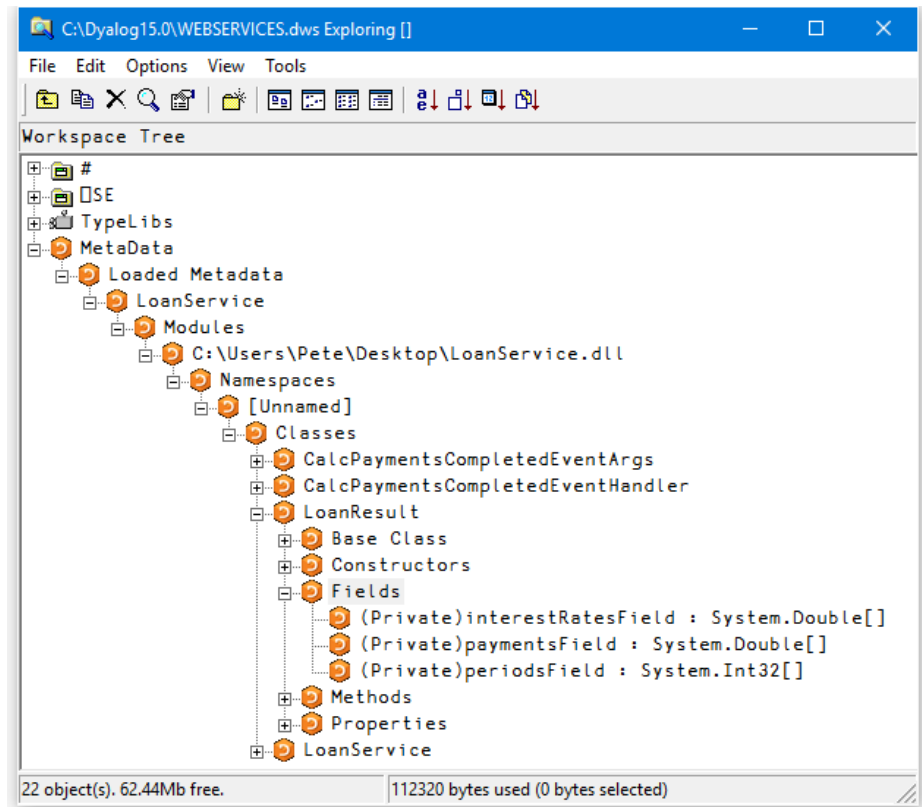 C:\Dyalog15.0\WEBSERVICES.dws Exploring []
File Edit Options View Tools
Workspace Tree
#
⎕SE
TypeLibs
MetaData
Loaded Metadata
LoanService
Modules
C:\Users\Pete\Desktop\LoanService.dll
Namespaces
[Unnamed]
Classes
CalcPaymentsCompletedEventArgs
CalcPaymentsCompletedEventHandler
LoanResult
Base Class
Constructors
Fields
(Private)interestRatesField : System.Double[]
(Private)paymentsField : System.Double[]
(Private)periodsField : System.Int32[]
Methods
Properties
LoanService
22 object(s). 62.44Mb free. 112320 bytes used (0 bytes selected)